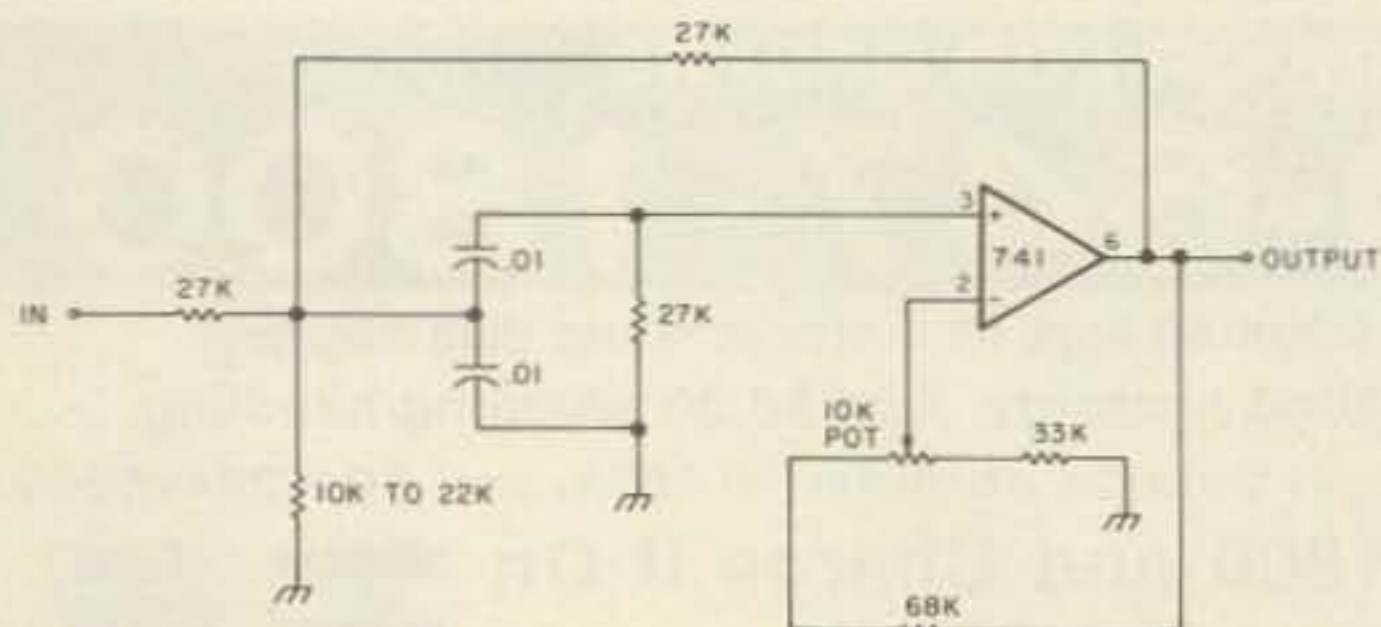 27K
3
+
741
6
OUTPUT
.01
2
-
27K
IN
27K
.01
10K
POT
33K
10K TO 22K
68K